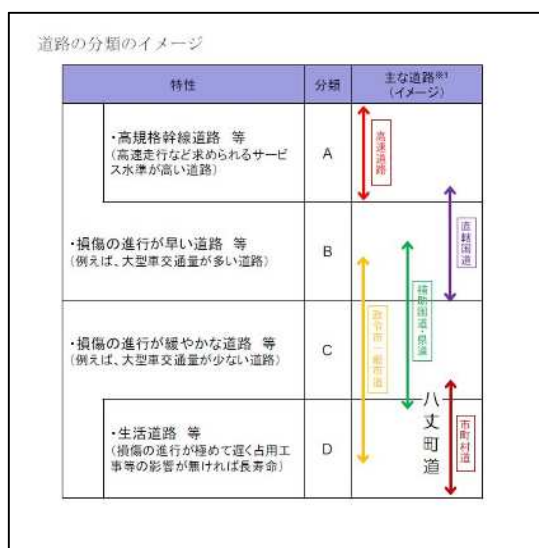 道路の分類のイメージ
特性
分類
主な道路※1
(イメージ)
・高規格幹線道路 等
(高速走行など求められるサービ
ス水準が高い道路)
A
高速道路
・損傷の進行が早い道路 等
(例えば、大型車交通量が多い道路)
B
直轄国道
補助国道・県道
政令市一般市道
・損傷の進行が緩やかな道路 等
(例えば、大型車交通量が少ない道路)
C
・生活道路 等
(損傷の進行が極めて遅く占用工
事等の影響が無ければ長寿命)
D
八丈町道
市町村道